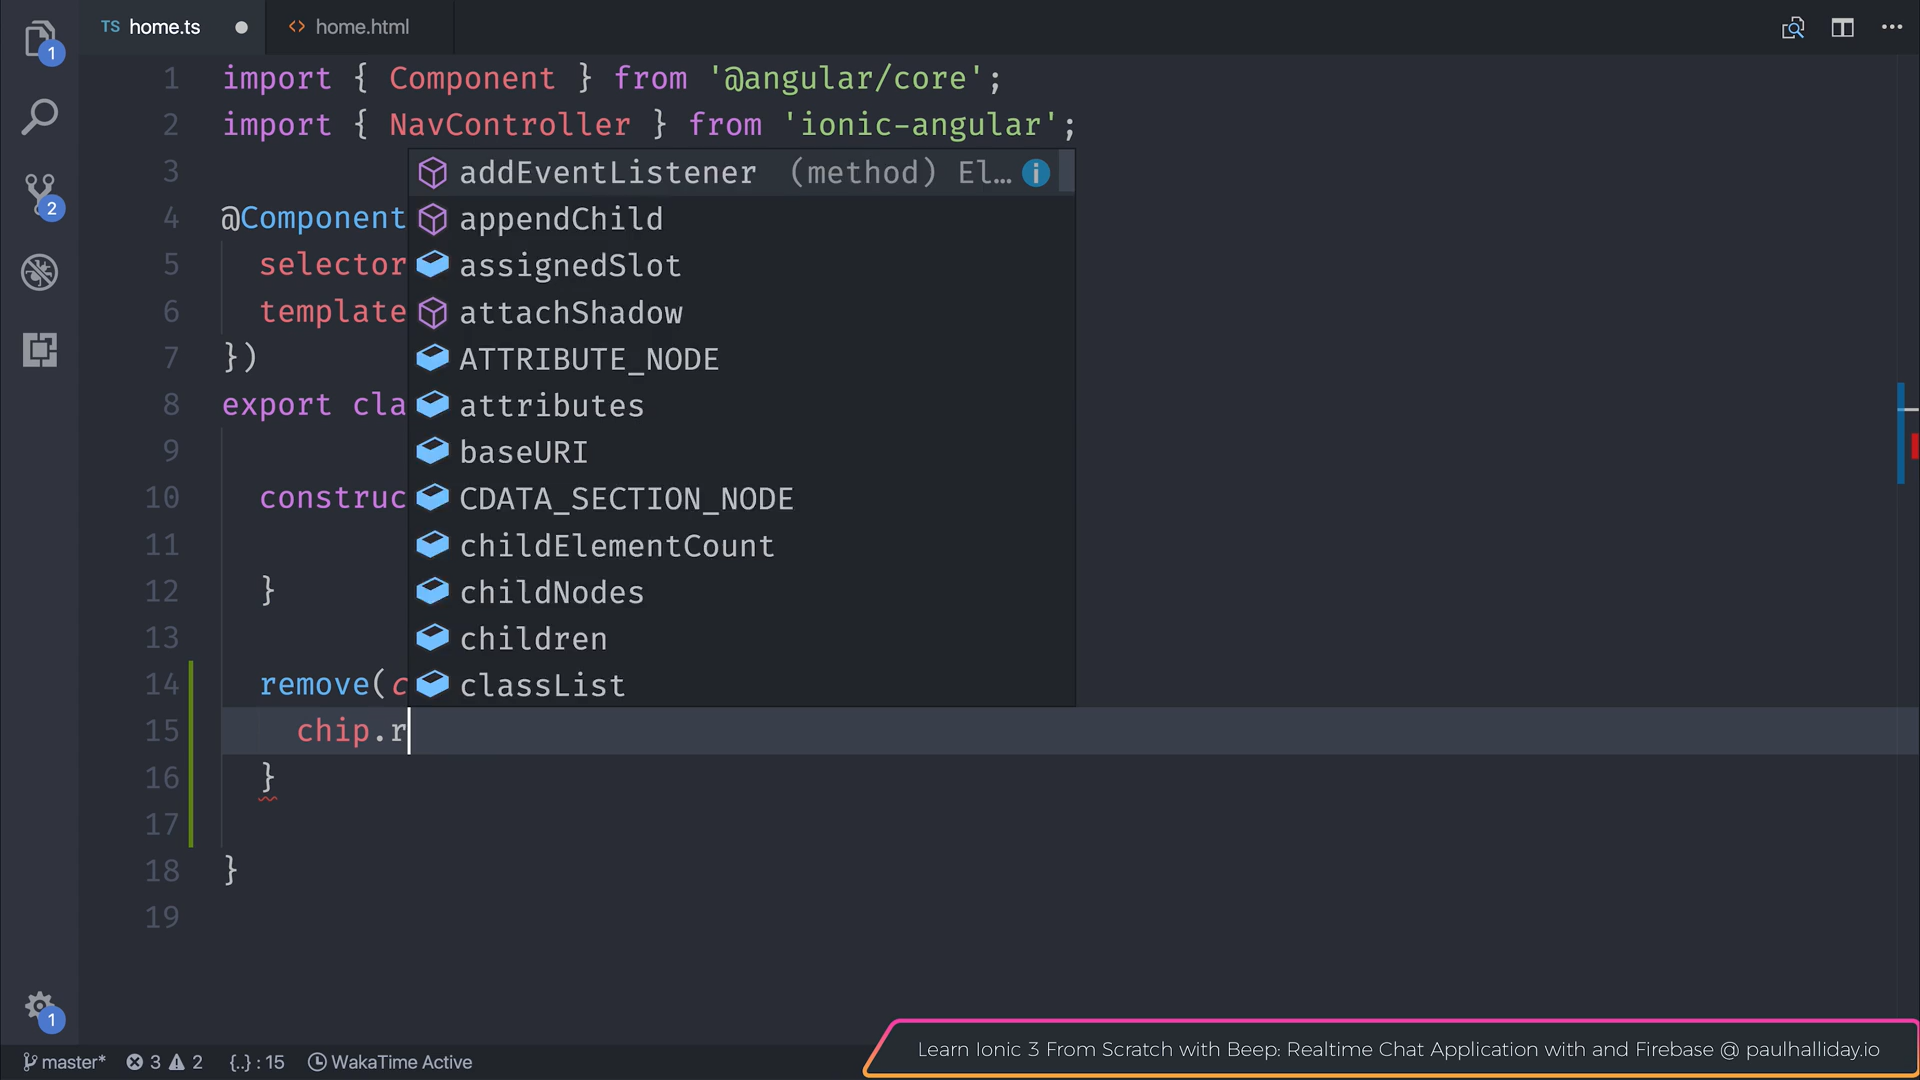 TS home.ts
<> home.html
1 import { Component } from '@angular/core';
2 import { NavController } from 'ionic-angular';
3
addEventListener (method) El…
4 @Component
appendChild
5 selector
assignedSlot
6 template
attachShadow
7 })
ATTRIBUTE_NODE
8 export cla
attributes
9
baseURI
10 construc
CDATA_SECTION_NODE
11
childElementCount
12 }
childNodes
13
children
14 remove(c
classList
15 chip.r
16 }
17
18 }
19
1
2
1
master* 3 2 {..} : 15 WakaTime Active
Learn Ionic 3 From Scratch with Beep: Realtime Chat Application with and Firebase @ paulhalliday.io